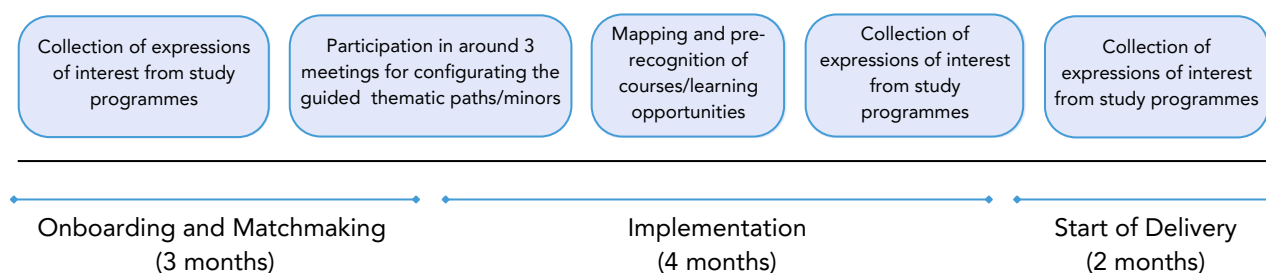 Collection of expressions
of interest from study
programmes
Participation in around 3
meetings for configurating the
guided thematic paths/minors
Mapping and pre-
recognition of
courses/learning
opportunities
Collection of
expressions of interest
from study
programmes
Collection of
expressions of interest
from study programmes
Onboarding and Matchmaking
(3 months)
Implementation
(4 months)
Start of Delivery
(2 months)